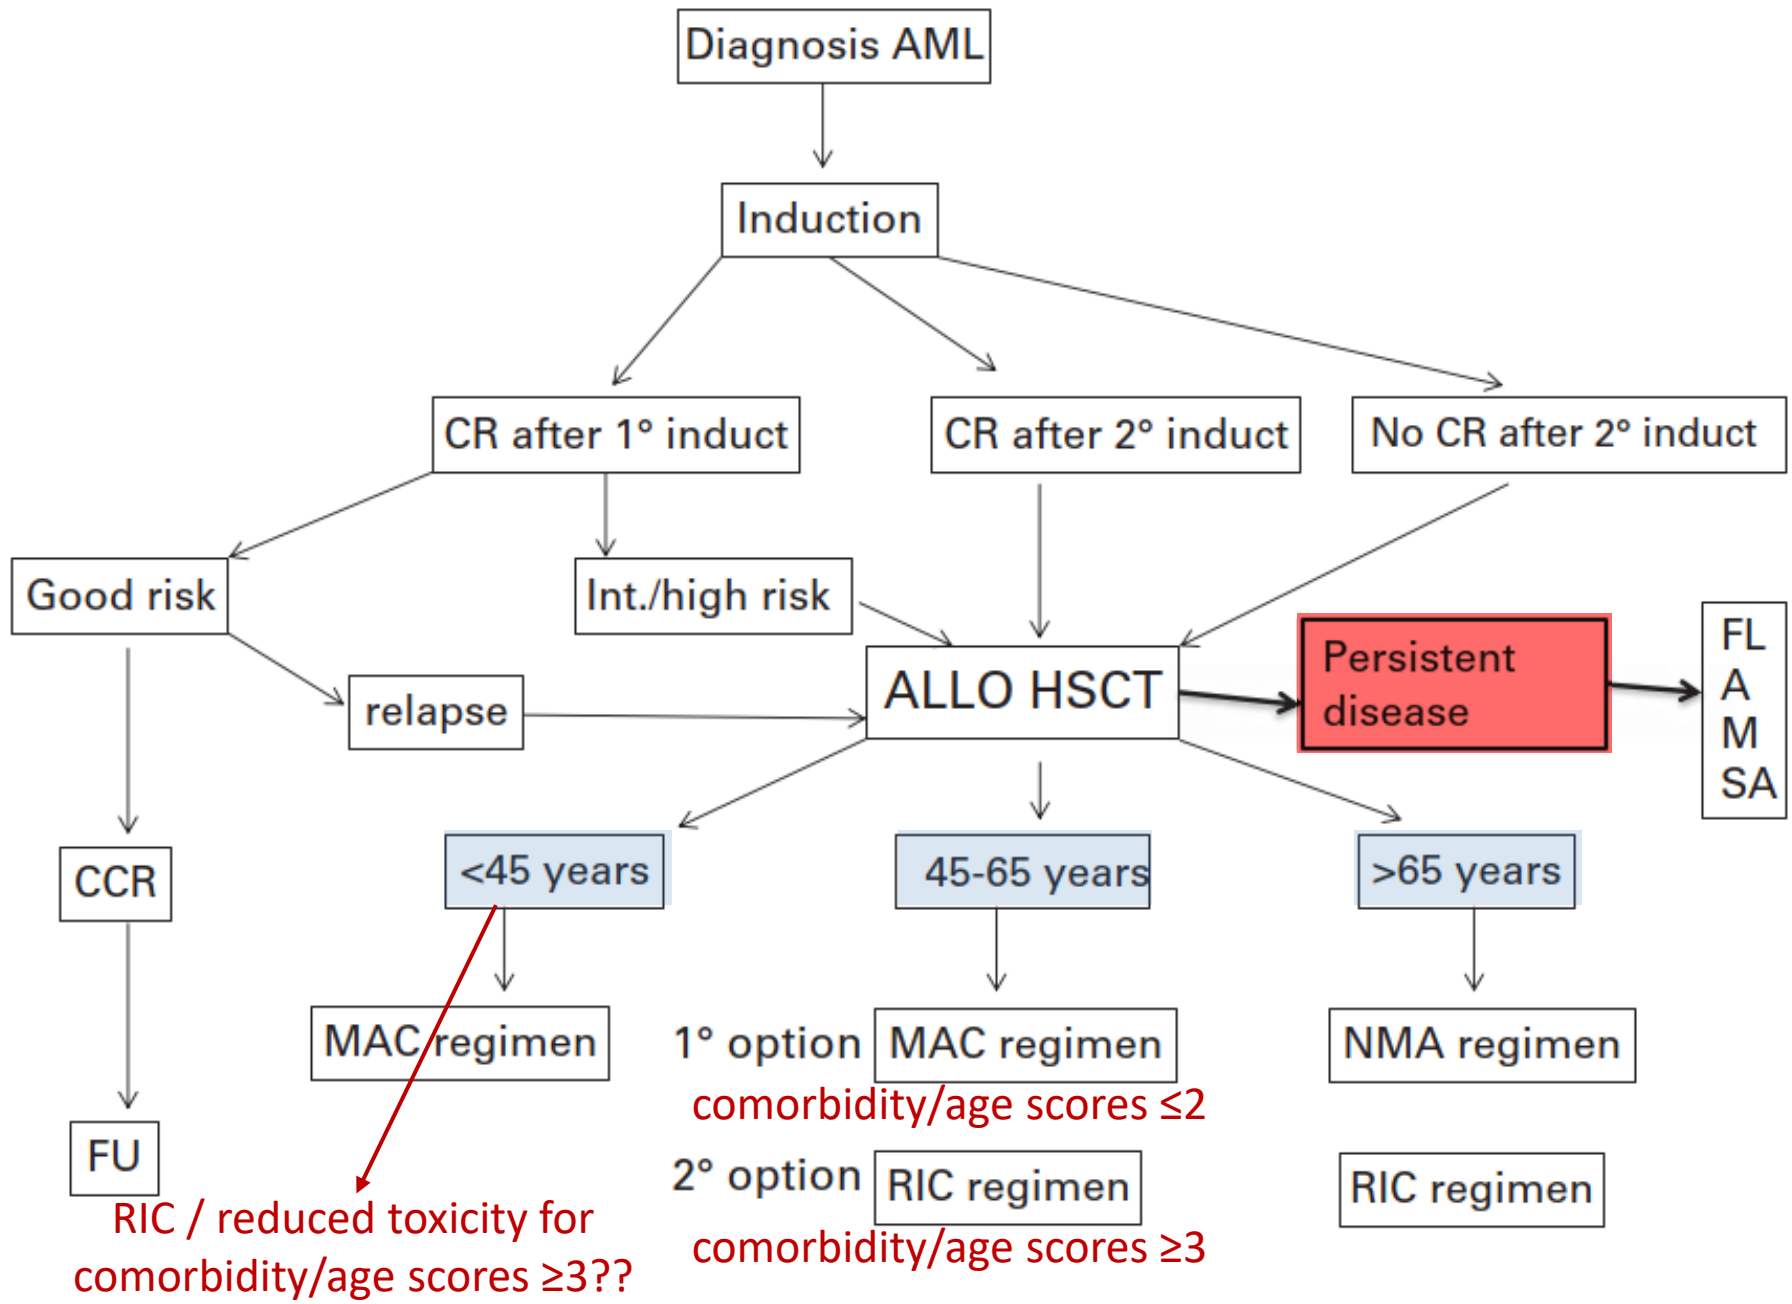 Diagnosis AML
Induction
CR after 1° induct
CR after 2° induct
No CR after 2° induct
Good risk
Int./high risk
relapse
ALLO HSCT
Persistent
disease
FL
A
M
SA
CCR
<45 years
45-65 years
>65 years
MAC regimen
1° option
MAC regimen
NMA regimen
comorbidity/age scores ≤2
FU
2° option
RIC regimen
RIC regimen
RIC / reduced toxicity for
comorbidity/age scores ≥3??
comorbidity/age scores ≥3